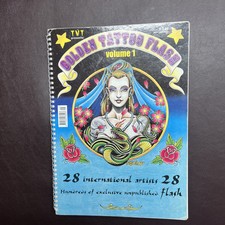 TVT
GOLDEN TATTOO FLASH
volume 1
28 international artists 28
Hundreds of exclusive unpublished flash